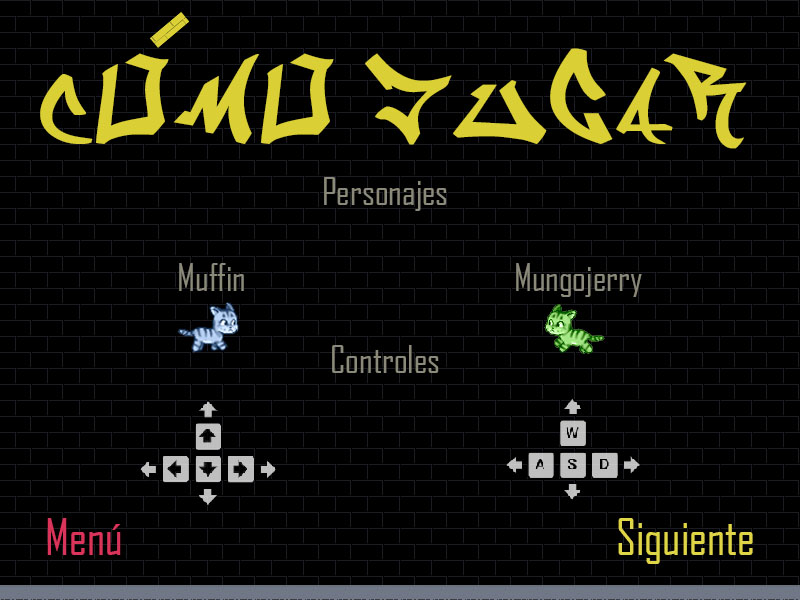 CÓMO JUGAR
Personajes
Muffin
Mungojerry
Controles
W
A S D
Menú
Siguiente